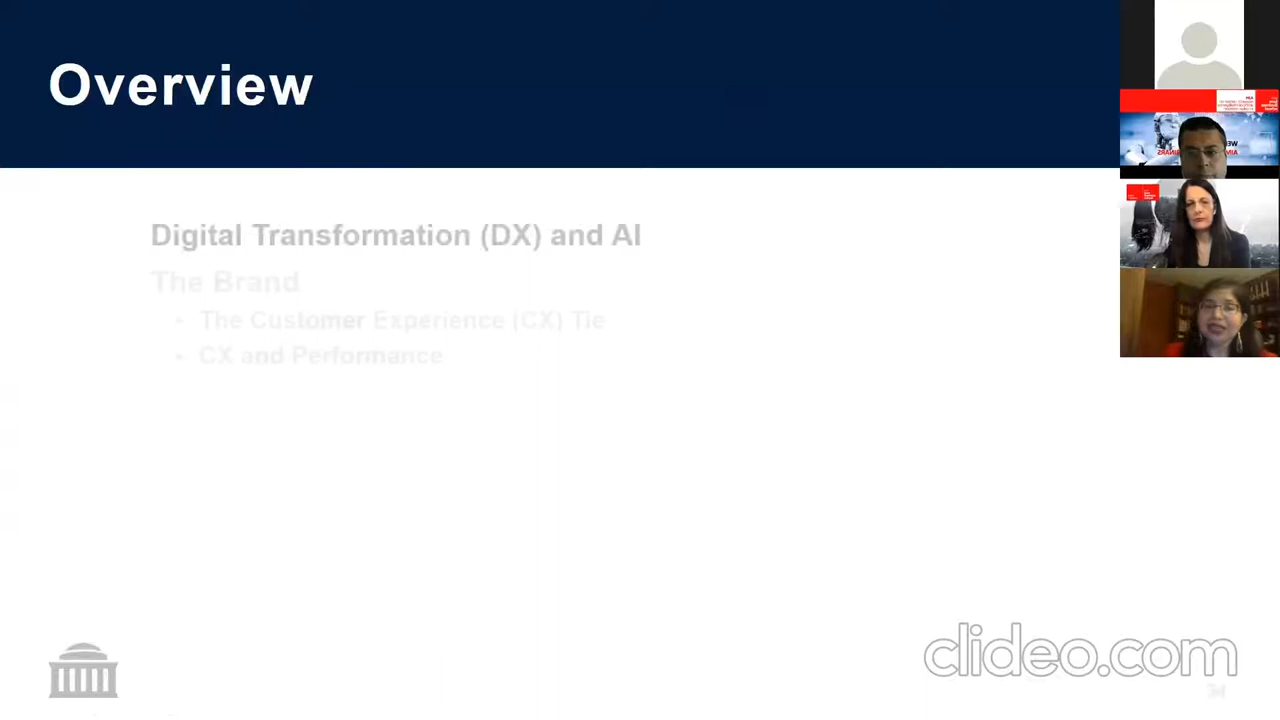 Overview
Digital Transformation (DX) and AI
The Brand
• The Customer Experience (CX) Tie
• CX and Performance
clideo.com